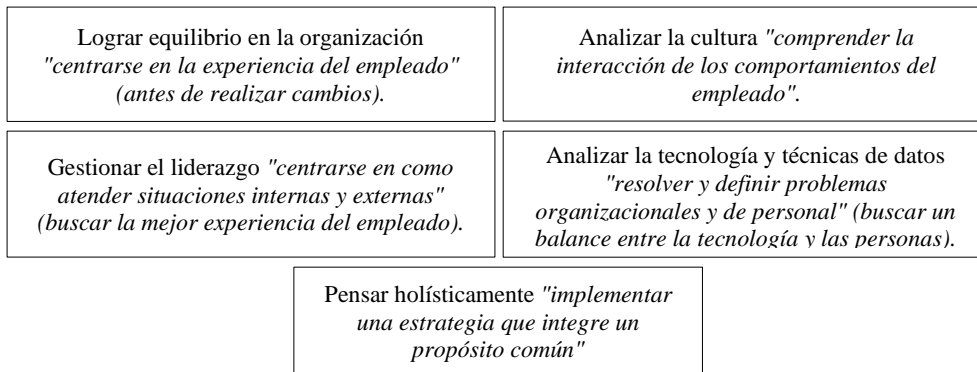 Lograr equilibrio en la organización
"centrarse en la experiencia del empleado"
(antes de realizar cambios).
Analizar la cultura "comprender la
interacción de los comportamientos del
empleado".
Gestionar el liderazgo "centrarse en como
atender situaciones internas y externas"
(buscar la mejor experiencia del empleado).
Analizar la tecnología y técnicas de datos
"resolver y definir problemas
organizacionales y de personal" (buscar un
balance entre la tecnología y las personas).
Pensar holísticamente "implementar
una estrategia que integre un
propósito común"